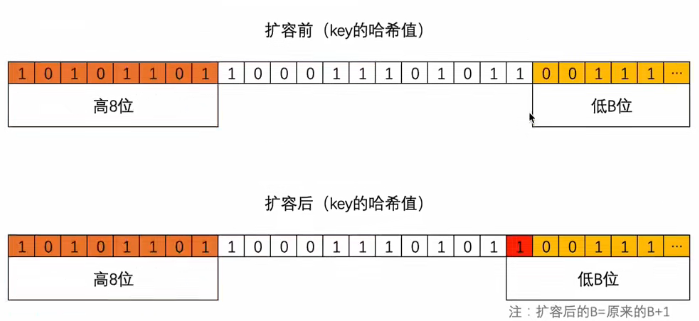 扩容前（key的哈希值）
1 0 1 0 1 1 0 1 1 0 0 0 1 1 1 0 1 0 1 1 0 0 1 1 1 ...
高8位 低B位
扩容后（key的哈希值）
1 0 1 0 1 1 0 1 1 0 0 0 1 1 1 0 1 0 1 1 0 0 1 1 1 ...
高8位 低B位
注：扩容后的B=原来的B+1